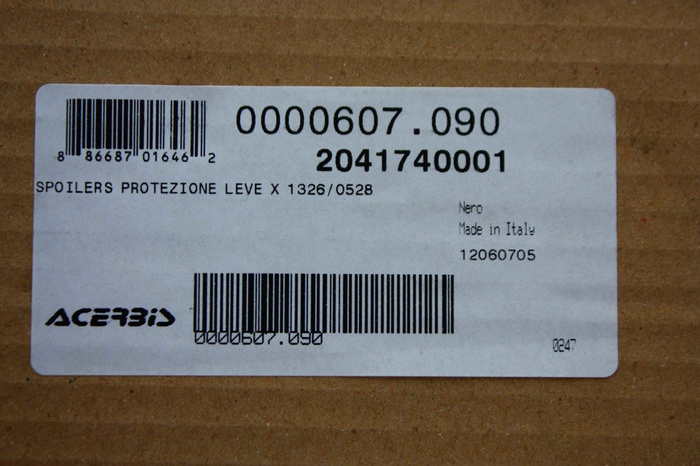 0000607.090
8 86687 01646 2
2041740001
SPOILERS PROTEZIONE LEVE X 1326/0528
Nero
Made in Italy
12060705
ACERBIS
0000607.090
0247